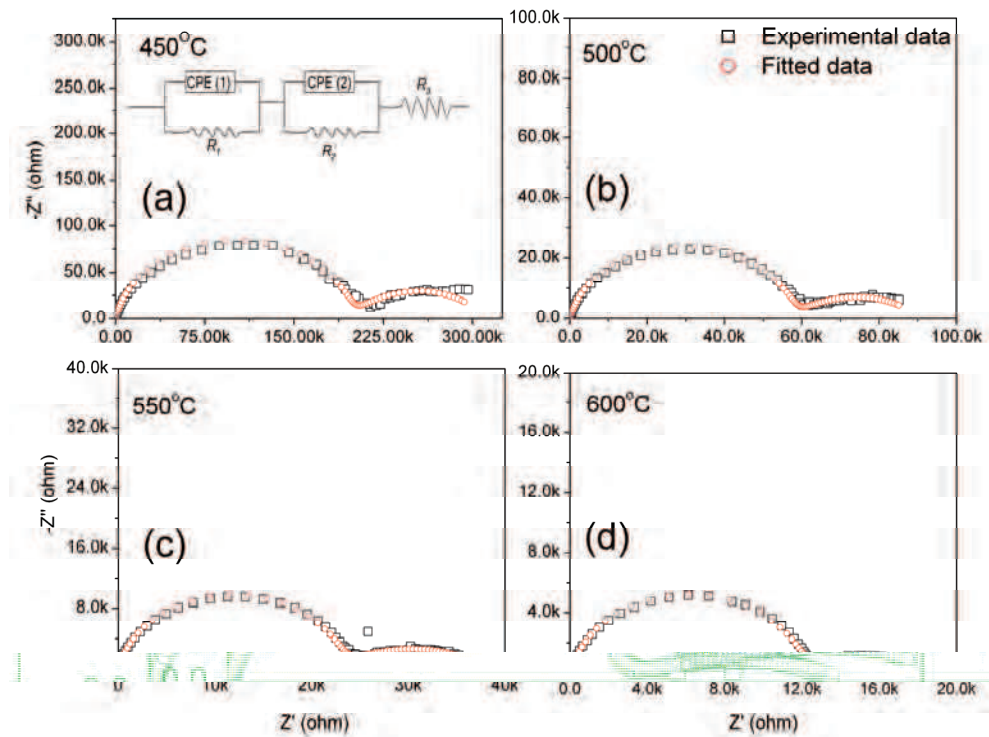 450°C
CPE (1)
CPE (2)
R1
R2
R3
(a)
-Z'' (ohm)
300.0k
250.0k
200.0k
150.0k
100.0k
50.0k
0.0
0.00
75.00k
150.00k
225.00k
300.00k
500°C
Experimental data
Fitted data
(b)
100.0k
80.0k
60.0k
40.0k
20.0k
0.0
0.0
20.0k
40.0k
60.0k
80.0k
100.0k
550°C
(c)
-Z'' (ohm)
40.0k
32.0k
24.0k
16.0k
8.0k
0
10k
20k
30k
40k
Z' (ohm)
600°C
(d)
20.0k
16.0k
12.0k
8.0k
4.0k
0.0
4.0k
8.0k
12.0k
16.0k
20.0k
Z' (ohm)